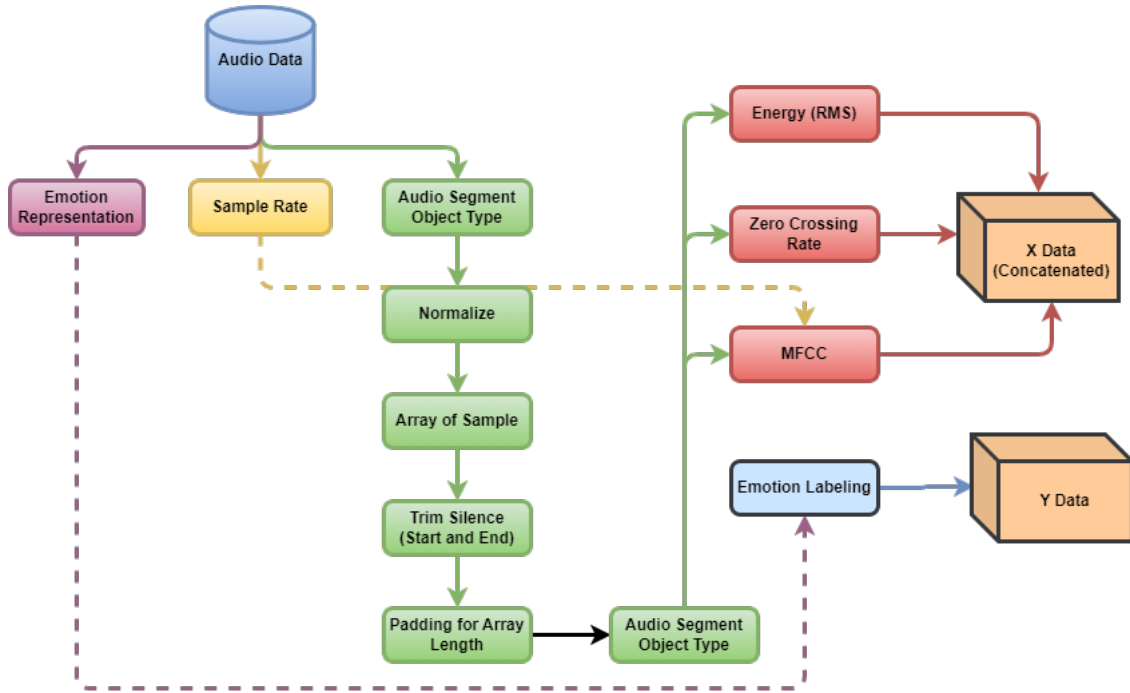 Audio Data
Emotion
Representation
Sample Rate
Audio Segment
Object Type
Normalize
Array of Sample
Trim Silence
(Start and End)
Padding for Array
Length
Audio Segment
Object Type
Energy (RMS)
Zero Crossing
Rate
MFCC
X Data
(Concatenated)
Emotion Labeling
Y Data